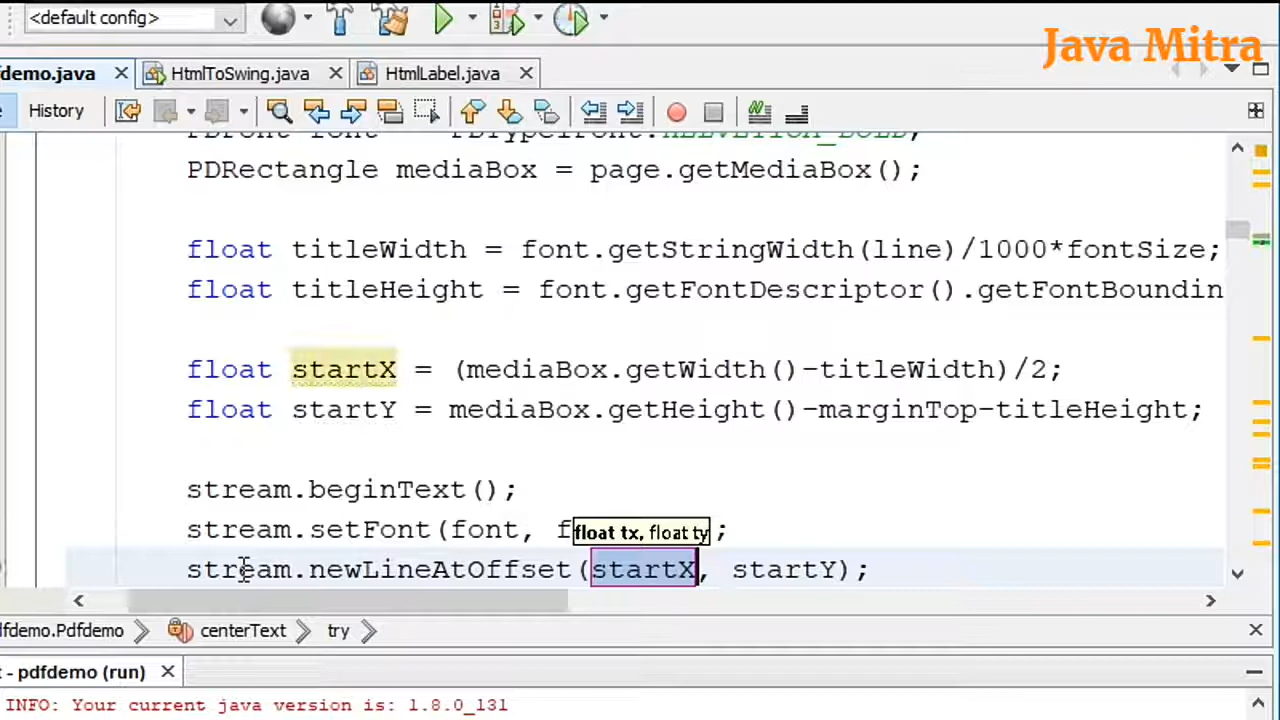 <default config>
Java Mitra
fdemo.java HtmlToSwing.java HtmlLabel.java
History
PDRectangle mediaBox = page.getMediaBox();
float titleWidth = font.getStringWidth(line)/1000*fontSize;
float titleHeight = font.getFontDescriptor().getFontBoundin
float startX = (mediaBox.getWidth()-titleWidth)/2;
float startY = mediaBox.getHeight()-marginTop-titleHeight;
stream.beginText();
stream.setFont(font, f ;
float tx, float ty
stream.newLineAtOffset(startX, startY);
fdemo.Pdfdemo centerText try
t - pdfdemo (run)
INFO: Your current java version is: 1.8.0_131